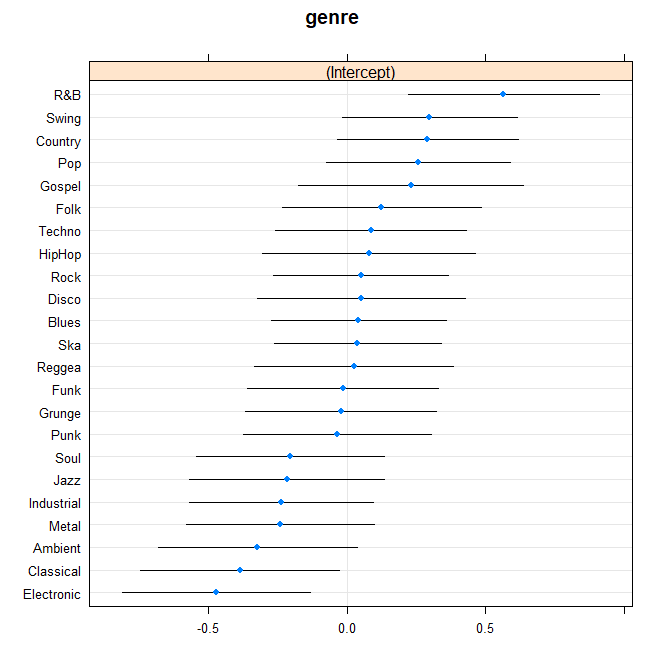 genre
(Intercept)
R&B
Swing
Country
Pop
Gospel
Folk
Techno
HipHop
Rock
Disco
Blues
Ska
Reggea
Funk
Grunge
Punk
Soul
Jazz
Industrial
Metal
Ambient
Classical
Electronic
-0.5 0.0 0.5